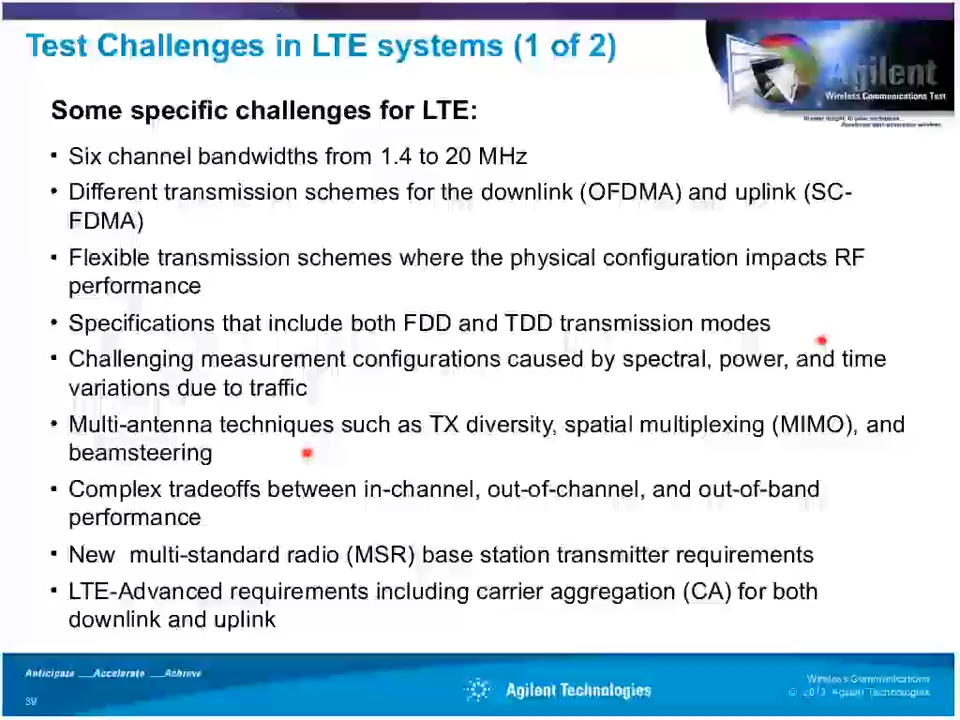 Test Challenges in LTE systems (1 of 2)
Agilent
Wireless Communications Test
Some specific challenges for LTE:
▪ Six channel bandwidths from 1.4 to 20 MHz
▪ Different transmission schemes for the downlink (OFDMA) and uplink (SC-
FDMA)
▪ Flexible transmission schemes where the physical configuration impacts RF
performance
▪ Specifications that include both FDD and TDD transmission modes
▪ Challenging measurement configurations caused by spectral, power, and time
variations due to traffic
▪ Multi-antenna techniques such as TX diversity, spatial multiplexing (MIMO), and
beamsteering
▪ Complex tradeoffs between in-channel, out-of-channel, and out-of-band
performance
▪ New  multi-standard radio (MSR) base station transmitter requirements
▪ LTE-Advanced requirements including carrier aggregation (CA) for both
downlink and uplink
Anticipate ___Accelerate ___Achieve
Agilent Technologies
Wireless Communications
© 2013 Agilent Technologies
39